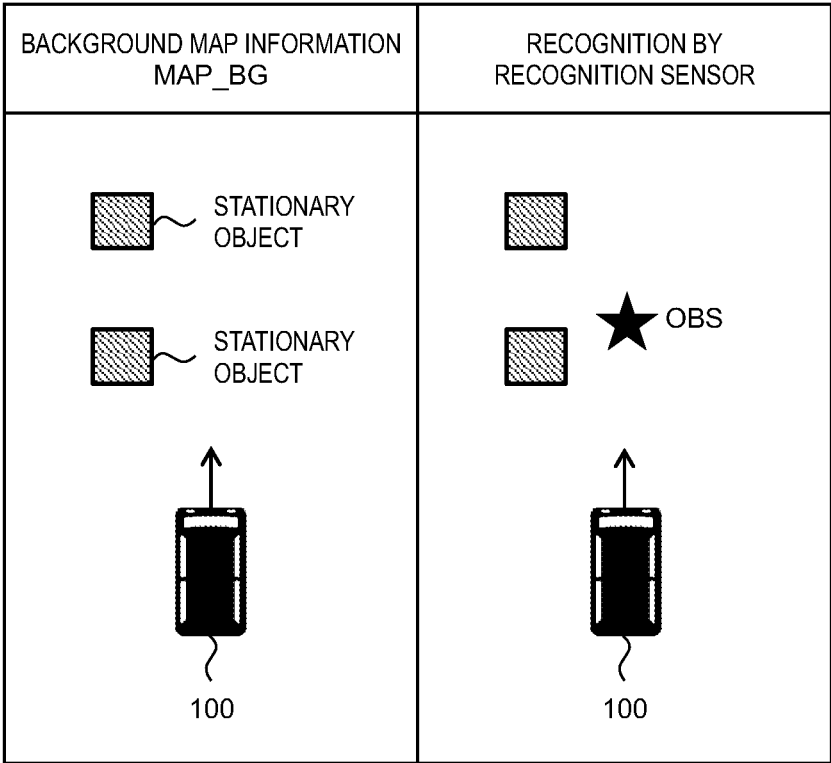 BACKGROUND MAP INFORMATION
MAP_BG
RECOGNITION BY
RECOGNITION SENSOR
STATIONARY
OBJECT
STATIONARY
OBJECT
100
OBS
100